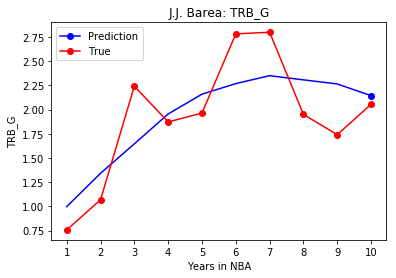 J.J. Barea: TRB_G
Prediction
True
2.75
2.50
2.25
2.00
1.75
1.50
1.25
1.00
0.75
TRB_G
1 2 3 4 5 6 7 8 9 10
Years in NBA